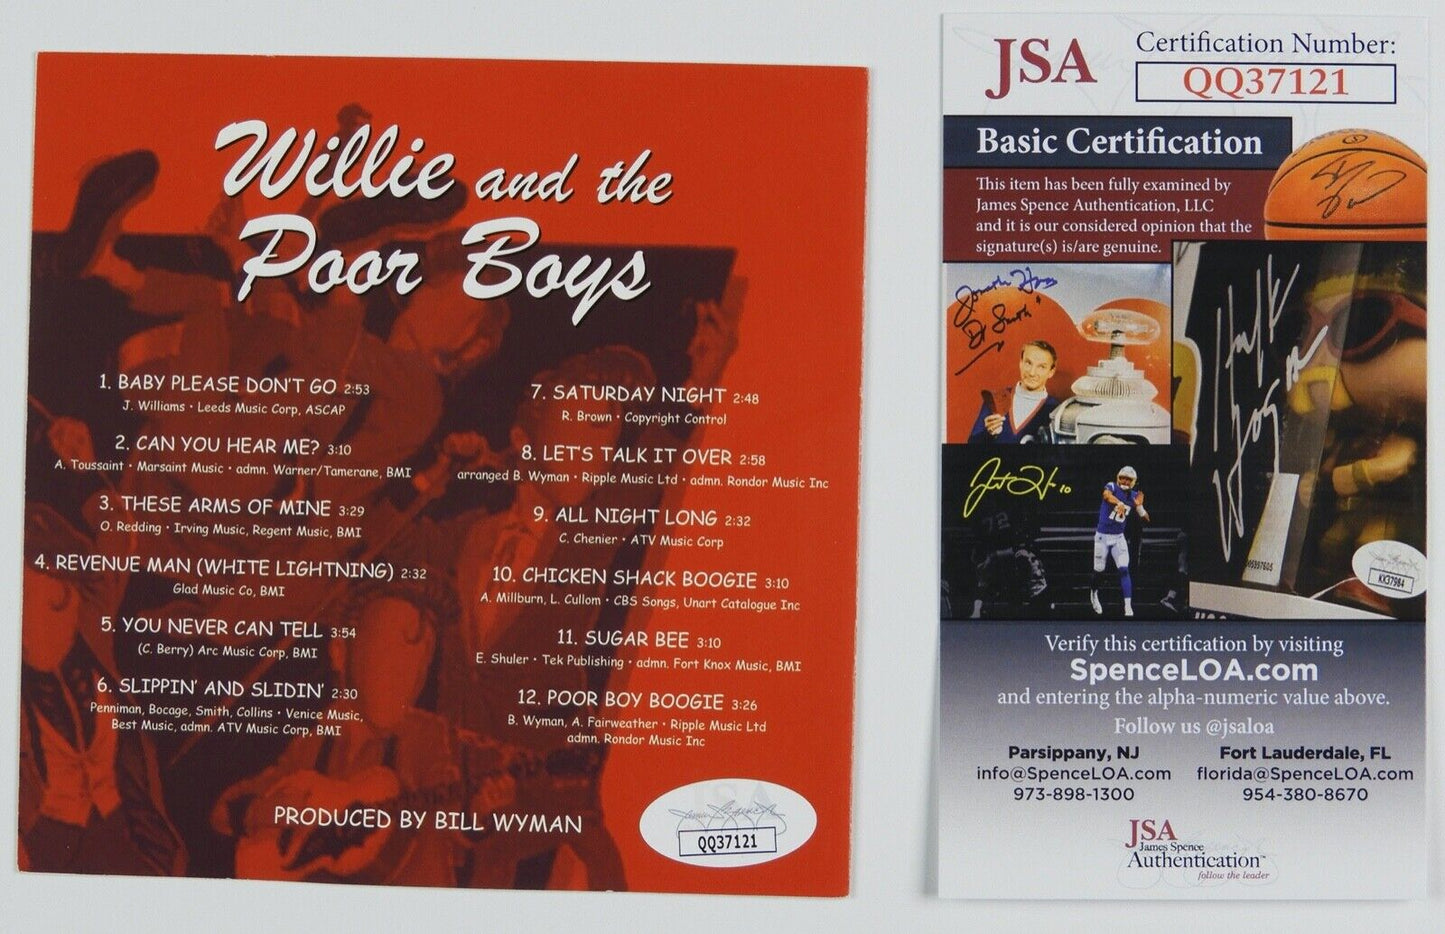 Willie and the
Poor Boys
1. BABY PLEASE DON'T GO 2:53
J. Williams • Leeds Music Corp, ASCAP
2. CAN YOU HEAR ME? 3:10
A. Toussaint • Marsaint Music • admn. Warner/Tamerane, BMI
3. THESE ARMS OF MINE 3:29
O. Redding • Irving Music, Regent Music, BMI
4. REVENUE MAN (WHITE LIGHTNING) 2:32
Glad Music Co, BMI
5. YOU NEVER CAN TELL 3:54
(C. Berry) Arc Music Corp, BMI
6. SLIPPIN' AND SLIDIN' 2:30
Penniman, Bocage, Smith, Collins • Venice Music,
Best Music, admn. ATV Music Corp, BMI
7. SATURDAY NIGHT 2:48
R. Brown • Copyright Control
8. LET'S TALK IT OVER 2:58
arranged B. Wyman • Ripple Music Ltd • admn. Rondor Music Inc
9. ALL NIGHT LONG 2:32
C. Chenier • ATV Music Corp
10. CHICKEN SHACK BOOGIE 3:10
A. Millburn, L. Cullom • CBS Songs, Unart Catalogue Inc
11. SUGAR BEE 3:10
E. Shuler • Tek Publishing • admn. Fort Knox Music, BMI
12. POOR BOY BOOGIE 3:26
B. Wyman, A. Fairweather • Ripple Music Ltd
admn. Rondor Music Inc
PRODUCED BY BILL WYMAN
JSA
QQ37121
JSA
Certification Number:
QQ37121
Basic Certification
This item has been fully examined by
James Spence Authentication, LLC
and it is our considered opinion that the
signature(s) is/are genuine.
Dr Smith
Hulk
Hogan
10
72
KK37984
Verify this certification by visiting
SpenceLOA.com
and entering the alpha-numeric value above.
Follow us @jsaloa
Parsippany, NJ
info@SpenceLOA.com
973-898-1300
Fort Lauderdale, FL
florida@SpenceLOA.com
954-380-8670
JSA
James Spence
Authentication™
follow the leader